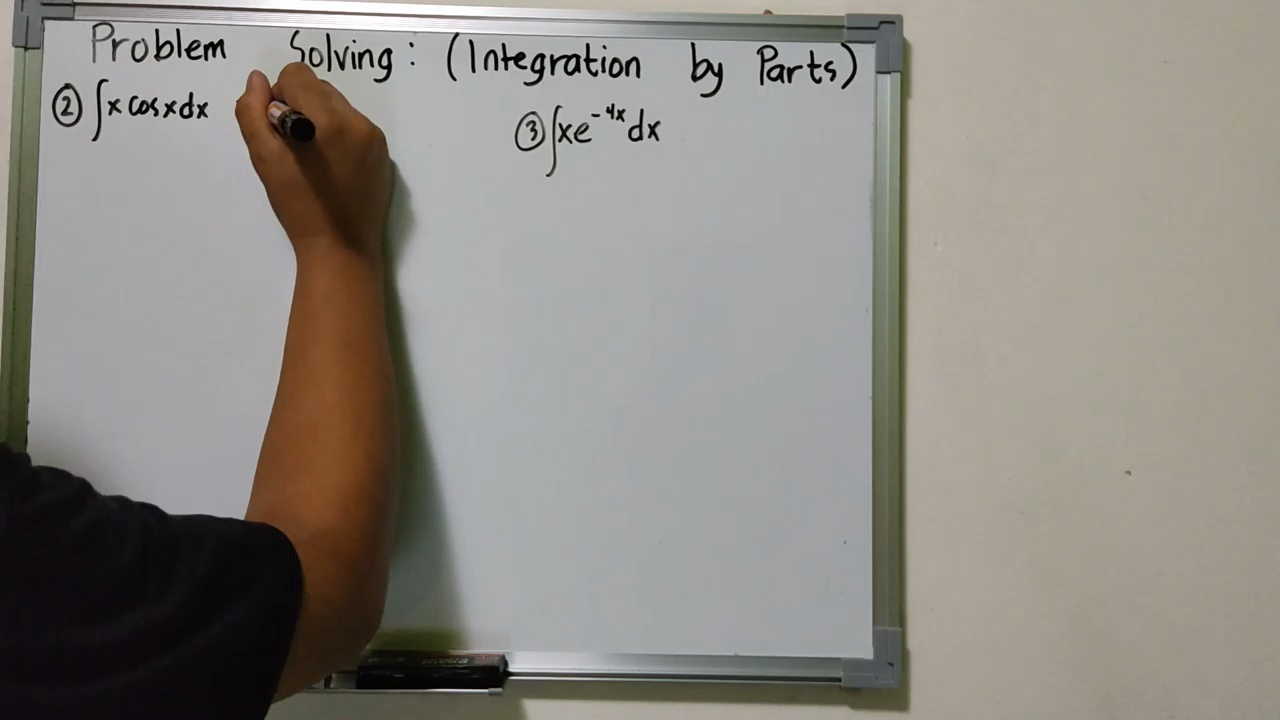 Problem Solving: (Integration by Parts)
② ∫x cos x dx
③ ∫xe⁻⁴ˣ dx